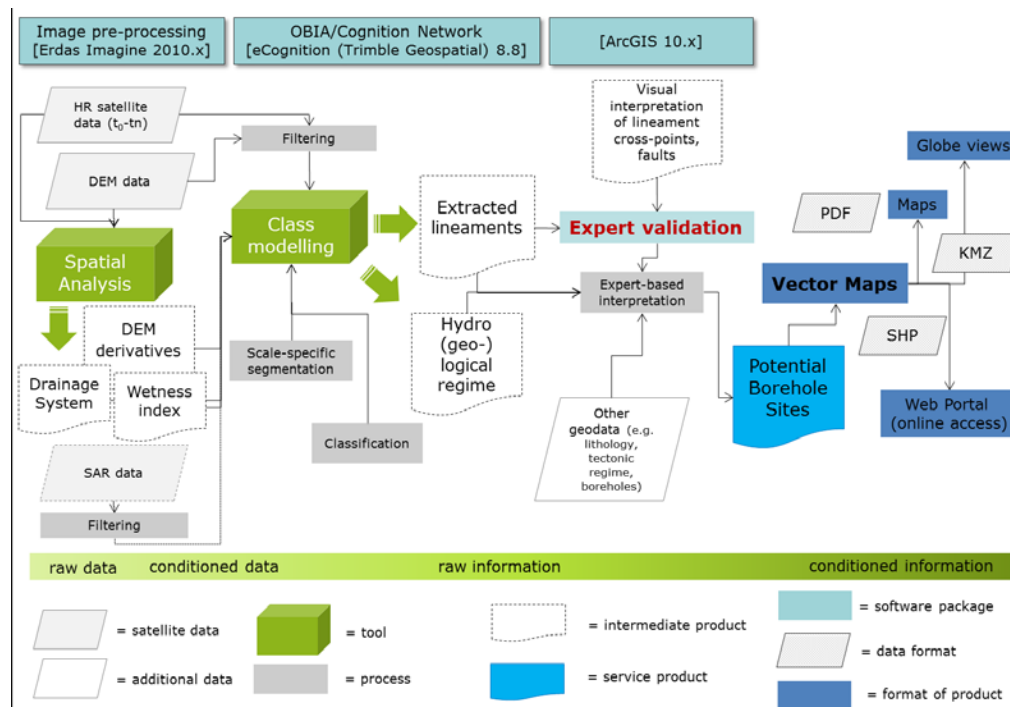 Image pre-processing
[Erdas Imagine 2010.x]
OBIA/Cognition Network
[eCognition (Trimble Geospatial) 8.8]
[ArcGIS 10.x]
HR satellite
data (t₀-tn)
DEM data
Filtering
Spatial
Analysis
Class
modelling
DEM
derivatives
Drainage
System
Wetness
index
SAR data
Filtering
Scale-specific
segmentation
Classification
Extracted
lineaments
Hydro
(geo-)
logical
regime
Visual
interpretation
of lineament
cross-points,
faults
Expert validation
Expert-based
interpretation
Other
geodata (e.g.
lithology,
tectonic
regime,
boreholes)
Potential
Borehole
Sites
Vector Maps
PDF
Maps
Globe views
KMZ
SHP
Web Portal
(online access)
raw data
conditioned data
raw information
conditioned information
= satellite data
= additional data
= tool
= process
= intermediate product
= service product
= software package
= data format
= format of product